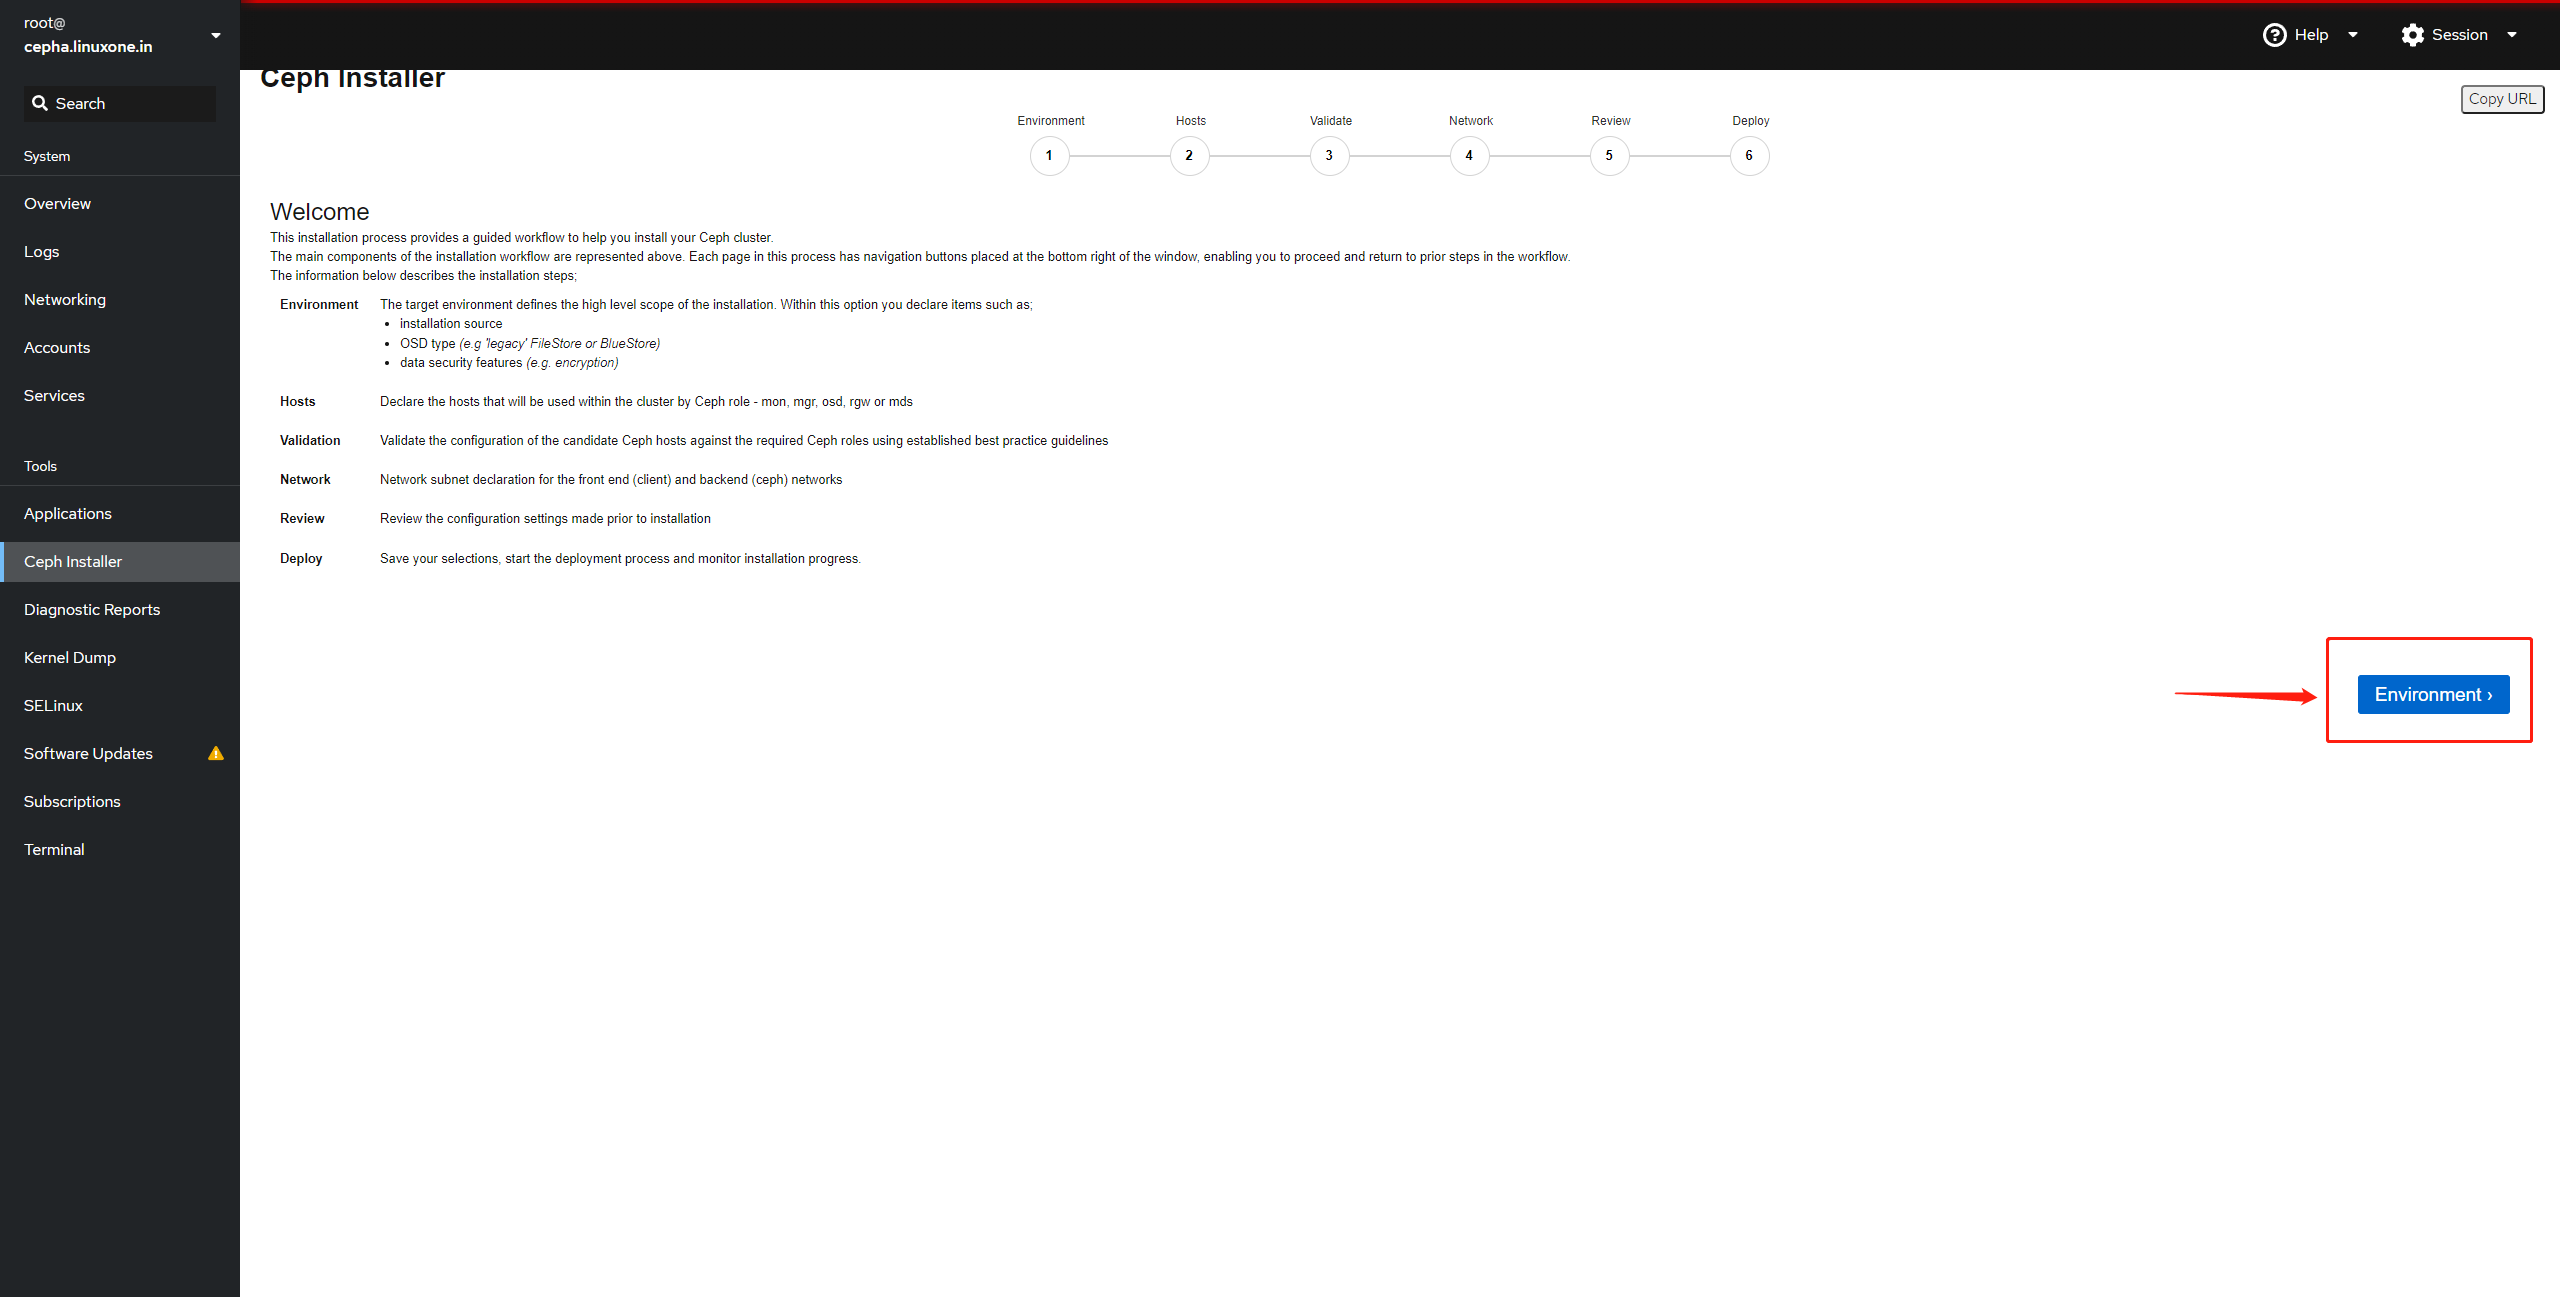 root@
cepha.linuxone.in
Search
System
Overview
Logs
Networking
Accounts
Services
Tools
Applications
Ceph Installer
Diagnostic Reports
Kernel Dump
SELinux
Software Updates
Subscriptions
Terminal
Help
Session
Ceph Installer
Copy URL
Environment Hosts Validate Network Review Deploy
1 2 3 4 5 6
Welcome
This installation process provides a guided workflow to help you install your Ceph cluster.
The main components of the installation workflow are represented above. Each page in this process has navigation buttons placed at the bottom right of the window, enabling you to proceed and return to prior steps in the workflow.
The information below describes the installation steps;
Environment The target environment defines the high level scope of the installation. Within this option you declare items such as;
• installation source
• OSD type (e.g 'legacy' FileStore or BlueStore)
• data security features (e.g. encryption)
Hosts Declare the hosts that will be used within the cluster by Ceph role - mon, mgr, osd, rgw or mds
Validation Validate the configuration of the candidate Ceph hosts against the required Ceph roles using established best practice guidelines
Network Network subnet declaration for the front end (client) and backend (ceph) networks
Review Review the configuration settings made prior to installation
Deploy Save your selections, start the deployment process and monitor installation progress.
Environment ›